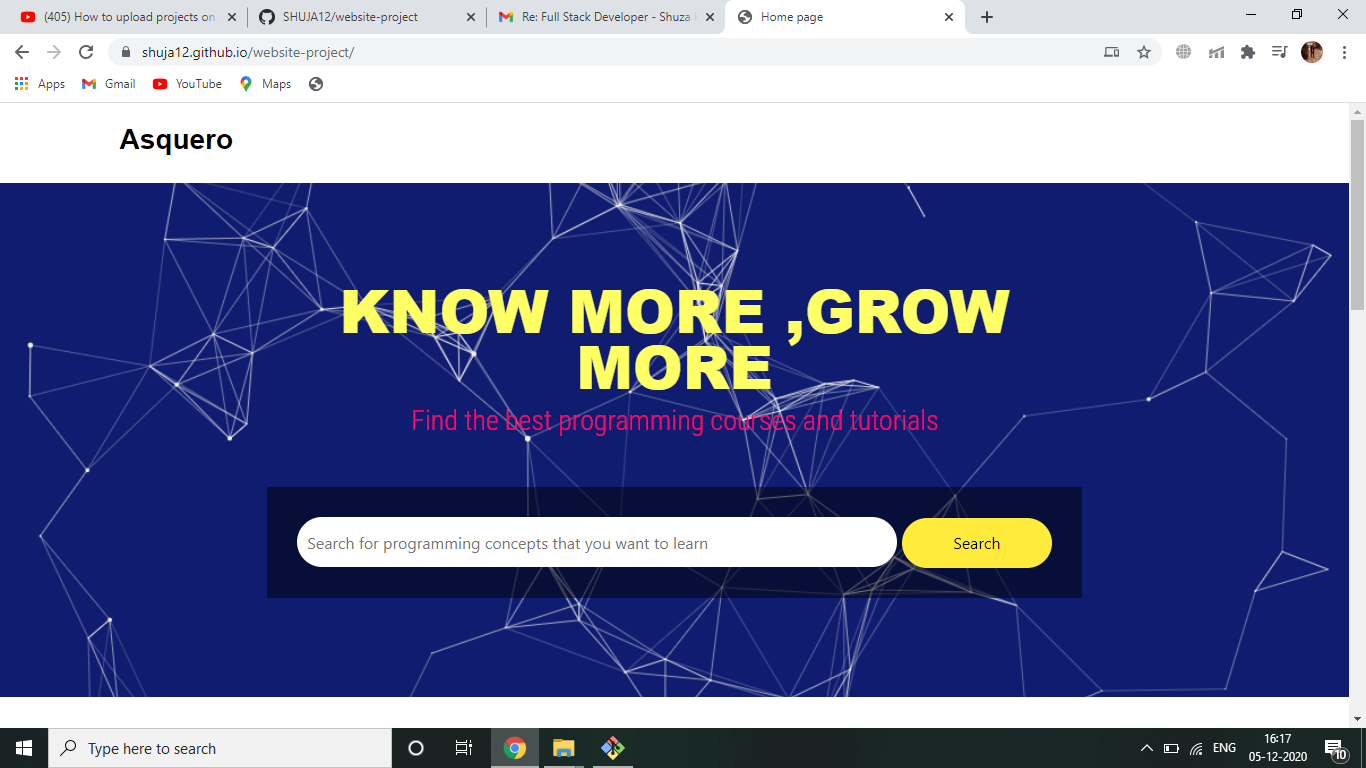 (405) How to upload projects on
SHUJA12/website-project
Re: Full Stack Developer - Shuza
Home page
shuja12.github.io/website-project/
Apps
Gmail
YouTube
Maps
Asquero
KNOW MORE ,GROW
MORE
Find the best programming courses and tutorials
Search for programming concepts that you want to learn
Search
Type here to search
ENG
16:17
05-12-2020
10